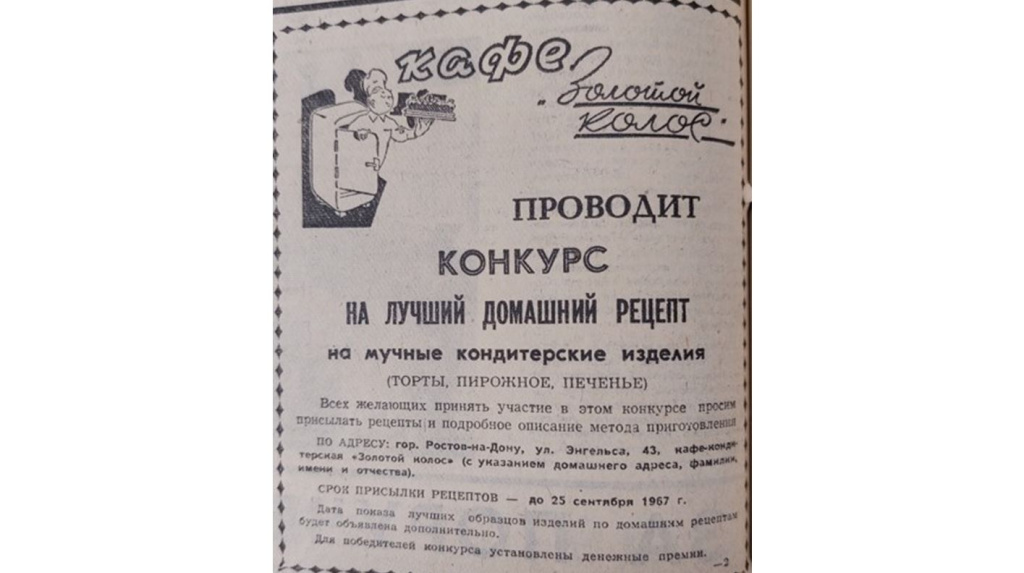 кафе
„Золотой
колос"
ПРОВОДИТ
КОНКУРС
НА ЛУЧШИЙ ДОМАШНИЙ РЕЦЕПТ
на мучные кондитерские изделия
(ТОРТЫ, ПИРОЖНОЕ, ПЕЧЕНЬЕ)
Всех желающих принять участие в этом конкурсе просим
присылать рецепты и подробное описание метода приготовления
ПО АДРЕСУ: гор. Ростов-на-Дону, ул. Энгельса, 43, кафе-конди-
терская «Золотой колос» (с указанием домашнего адреса, фамилии,
имени и отчества).
СРОК ПРИСЫЛКИ РЕЦЕПТОВ — до 25 сентября 1967 г.
Дата показа лучших образцов изделий по домашним рецептам
будет объявлена дополнительно.
Для победителей конкурса установлены денежные премии.
—2